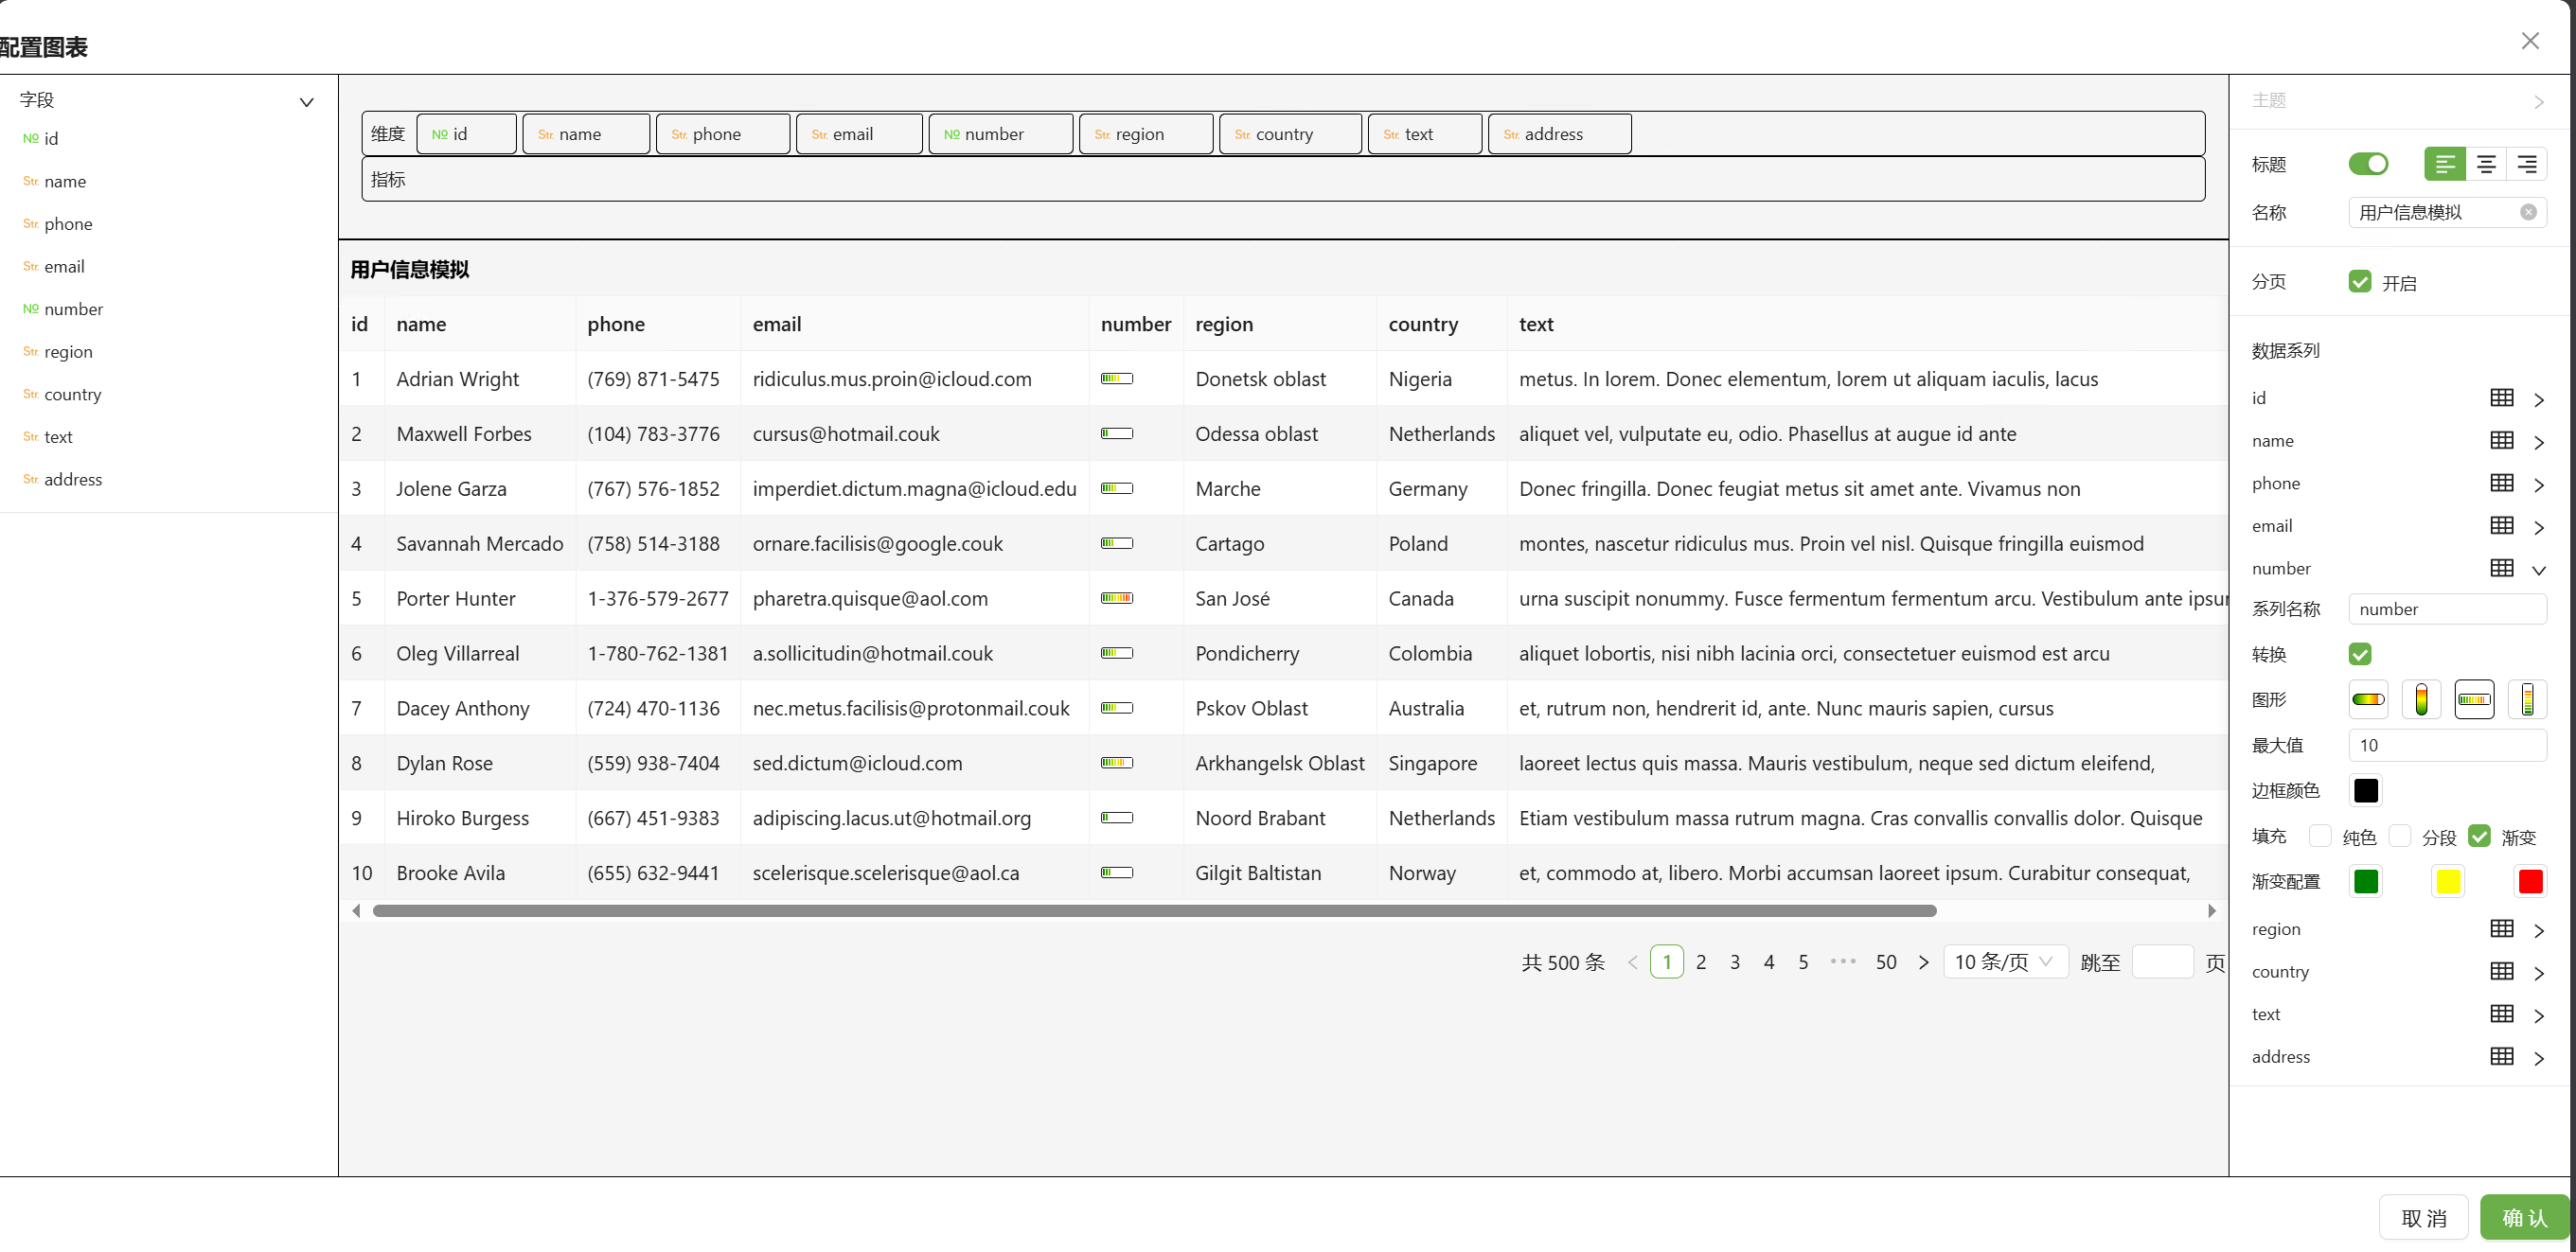 配置图表
字段
№ id
Str. name
Str. phone
Str. email
№ number
Str. region
Str. country
Str. text
Str. address
维度 № id Str. name Str. phone Str. email № number Str. region Str. country Str. text Str. address
指标
用户信息模拟
id name phone email number region country text
1 Adrian Wright (769) 871-5475 ridiculus.mus.proin@icloud.com Donetsk oblast Nigeria metus. In lorem. Donec elementum, lorem ut aliquam iaculis, lacus
2 Maxwell Forbes (104) 783-3776 cursus@hotmail.couk Odessa oblast Netherlands aliquet vel, vulputate eu, odio. Phasellus at augue id ante
3 Jolene Garza (767) 576-1852 imperdiet.dictum.magna@icloud.edu Marche Germany Donec fringilla. Donec feugiat metus sit amet ante. Vivamus non
4 Savannah Mercado (758) 514-3188 ornare.facilisis@google.couk Cartago Poland montes, nascetur ridiculus mus. Proin vel nisl. Quisque fringilla euismod
5 Porter Hunter 1-376-579-2677 pharetra.quisque@aol.com San José Canada urna suscipit nonummy. Fusce fermentum fermentum arcu. Vestibulum ante ipsu
6 Oleg Villarreal 1-780-762-1381 a.sollicitudin@hotmail.couk Pondicherry Colombia aliquet lobortis, nisi nibh lacinia orci, consectetuer euismod est arcu
7 Dacey Anthony (724) 470-1136 nec.metus.facilisis@protonmail.couk Pskov Oblast Australia et, rutrum non, hendrerit id, ante. Nunc mauris sapien, cursus
8 Dylan Rose (559) 938-7404 sed.dictum@icloud.com Arkhangelsk Oblast Singapore laoreet lectus quis massa. Mauris vestibulum, neque sed dictum eleifend,
9 Hiroko Burgess (667) 451-9383 adipiscing.lacus.ut@hotmail.org Noord Brabant Netherlands Etiam vestibulum massa rutrum magna. Cras convallis convallis dolor. Quisque
10 Brooke Avila (655) 632-9441 scelerisque.scelerisque@aol.ca Gilgit Baltistan Norway et, commodo at, libero. Morbi accumsan laoreet ipsum. Curabitur consequat,
共 500 条 1 2 3 4 5 ••• 50 10 条/页 跳至 页
主题
标题
名称 用户信息模拟
分页 开启
数据系列
id
name
phone
email
number
系列名称 number
转换
图形
最大值 10
边框颜色
填充 纯色 分段 渐变
渐变配置
region
country
text
address
取 消 确 认